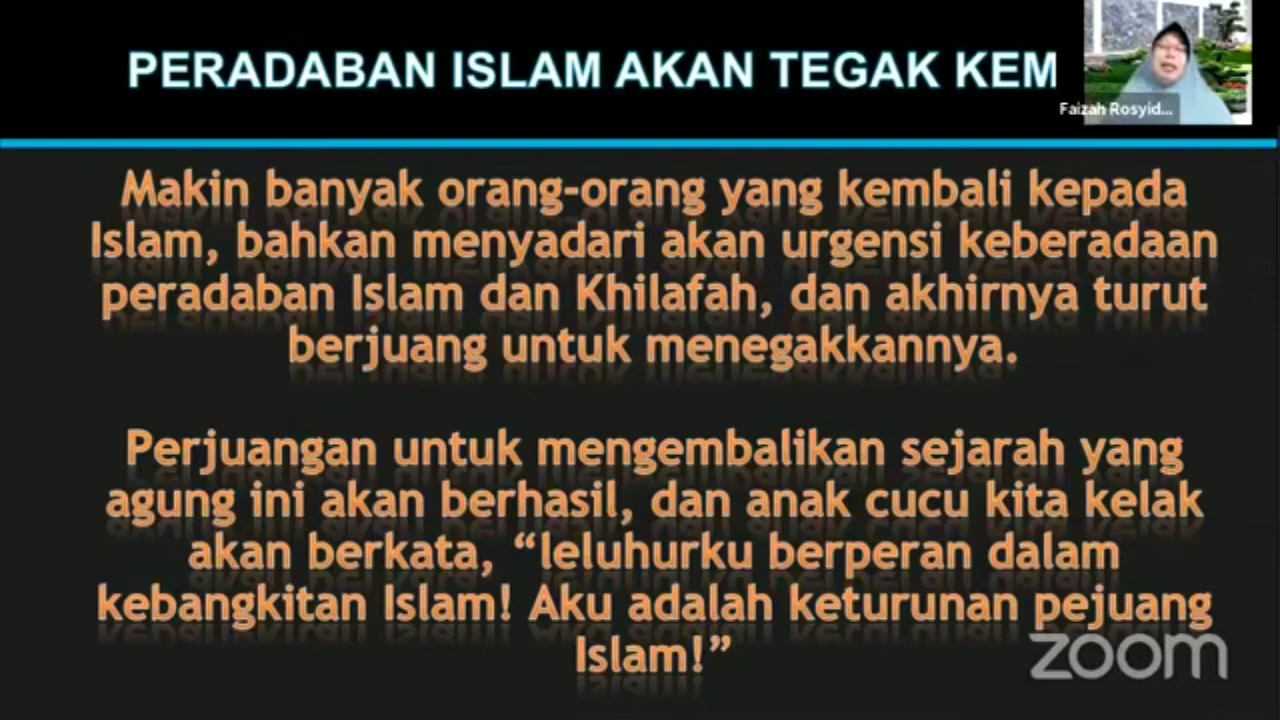 PERADABAN ISLAM AKAN TEGAK KEM
Faizah Rosyid...
Makin banyak orang-orang yang kembali kepada
Islam, bahkan menyadari akan urgensi keberadaan
peradaban Islam dan Khilafah, dan akhirnya turut
berjuang untuk menegakkannya.
Perjuangan untuk mengembalikan sejarah yang
agung ini akan berhasil, dan anak cucu kita kelak
akan berkata, “leluhurku berperan dalam
kebangkitan Islam! Aku adalah keturunan pejuang
Islam!”
zoom